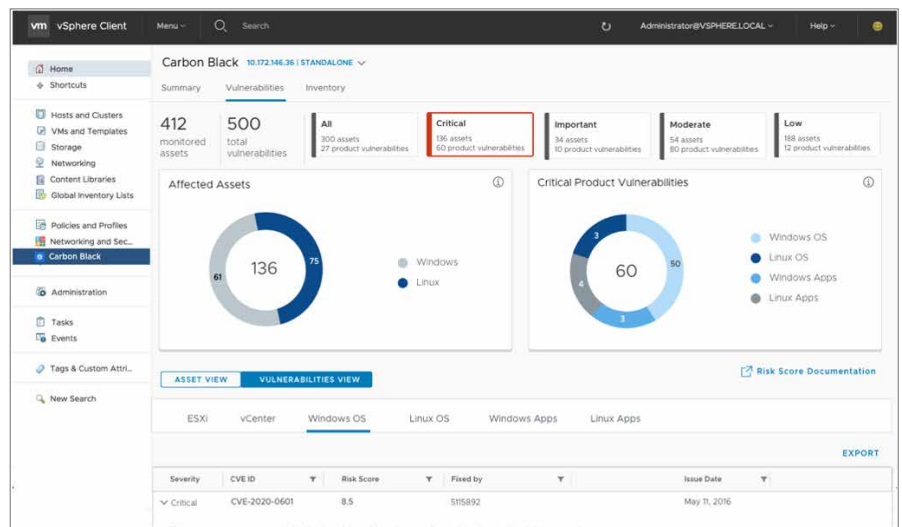 vm vSphere Client Menu Search Administrator@VSPHERE.LOCAL Help
Home
Shortcuts
Hosts and Clusters
VMs and Templates
Storage
Networking
Content Libraries
Global Inventory Lists
Policies and Profiles
Networking and Sec...
Carbon Black
Administration
Tasks
Events
Tags & Custom Attri...
New Search
Carbon Black 10.172.146.36 | STANDALONE
Summary Vulnerabilities Inventory
412
monitored
assets
500
total
vulnerabilities
All
300 assets
27 product vulnerabilities
Critical
136 assets
60 product vulnerabilities
Important
34 assets
10 product vulnerabilities
Moderate
54 assets
80 product vulnerabilities
Low
188 assets
12 product vulnerabilities
Affected Assets
61
136
75
Windows
Linux
Critical Product Vulnerabilities
3
50
60
4
3
Windows OS
Linux OS
Windows Apps
Linux Apps
ASSET VIEW VULNERABILITIES VIEW
Risk Score Documentation
ESXi vCenter Windows OS Linux OS Windows Apps Linux Apps
EXPORT
Severity CVE ID Risk Score Fixed by Issue Date
Critical CVE-2020-0601 8.5 5115892 May 11, 2016